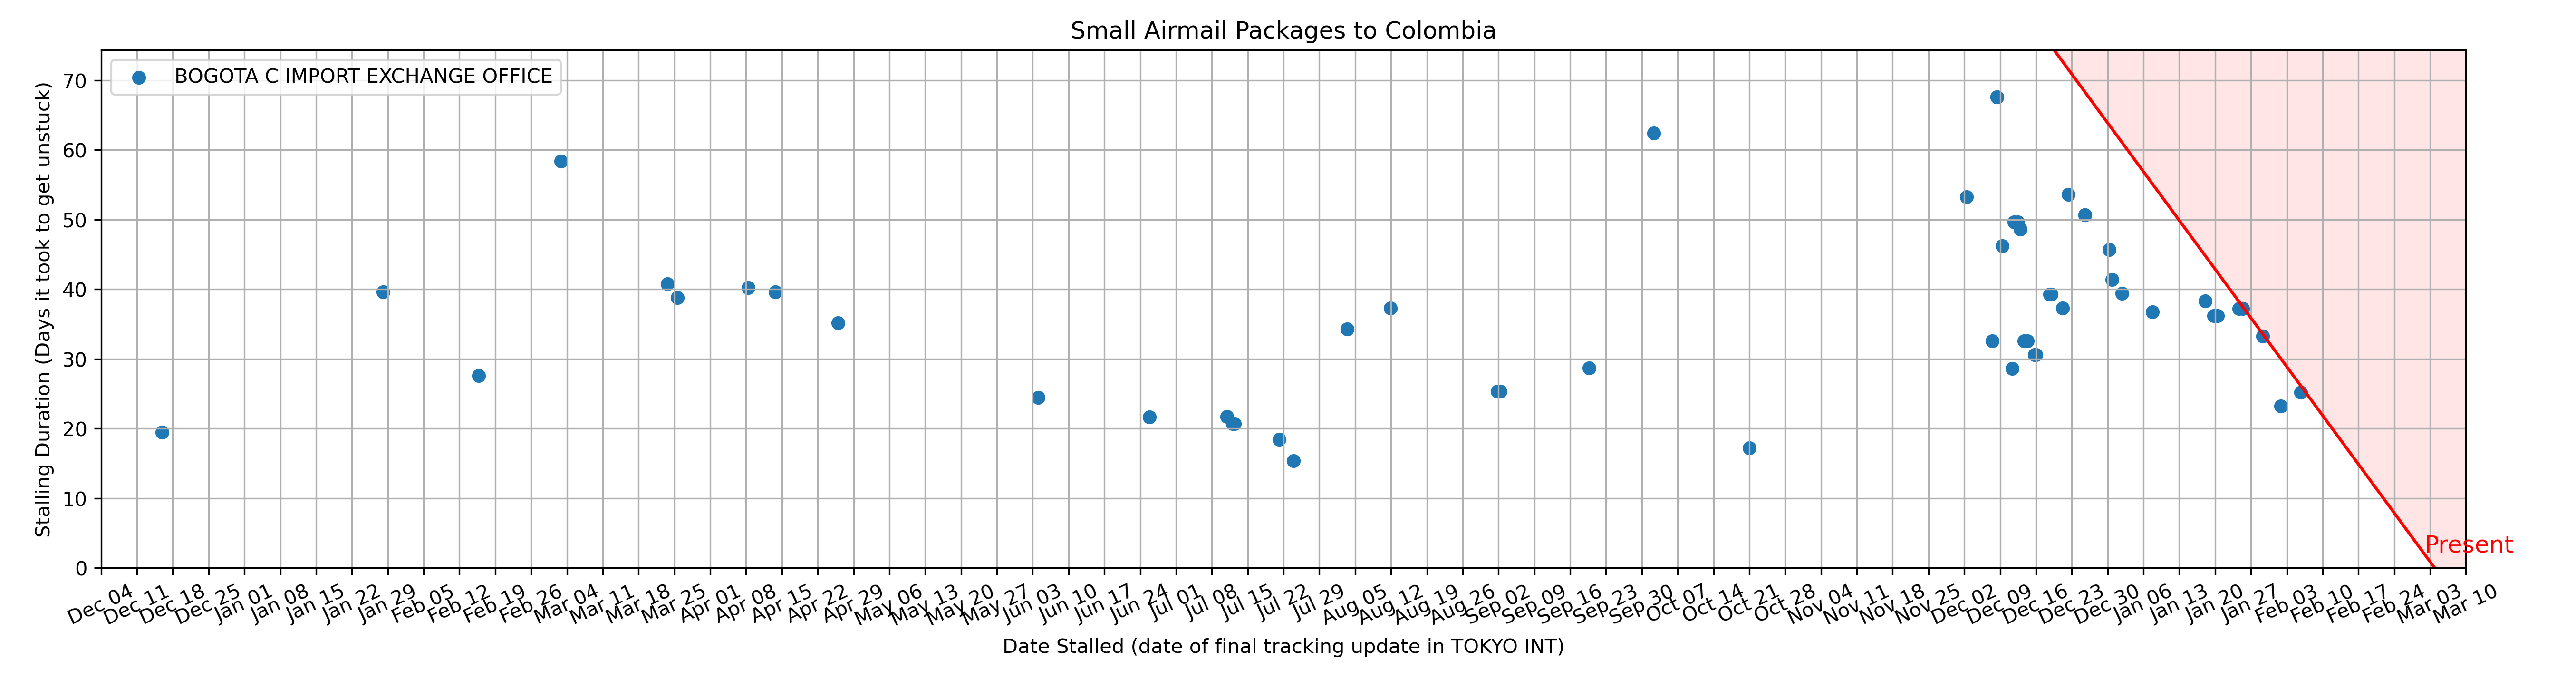 Small Airmail Packages to Colombia
BOGOTA C IMPORT EXCHANGE OFFICE
Stalling Duration (Days it took to get unstuck)
70
60
50
40
30
20
10
0
Present
Dec 04 Dec 11 Dec 18 Dec 25 Jan 01 Jan 08 Jan 15 Jan 22 Jan 29 Feb 05 Feb 12 Feb 19 Feb 26 Mar 04 Mar 11 Mar 18 Mar 25 Apr 01 Apr 08 Apr 15 Apr 22 Apr 29 May 06 May 13 May 20 May 27 Jun 03 Jun 10 Jun 17 Jun 24 Jul 01 Jul 08 Jul 15 Jul 22 Jul 29 Aug 05 Aug 12 Aug 19 Aug 26 Sep 02 Sep 09 Sep 16 Sep 23 Sep 30 Oct 07 Oct 14 Oct 21 Oct 28 Nov 04 Nov 11 Nov 18 Nov 25 Dec 02 Dec 09 Dec 16 Dec 23 Dec 30 Jan 06 Jan 13 Jan 20 Jan 27 Feb 03 Feb 10 Feb 17 Feb 24 Mar 03 Mar 10
Date Stalled (date of final tracking update in TOKYO INT)